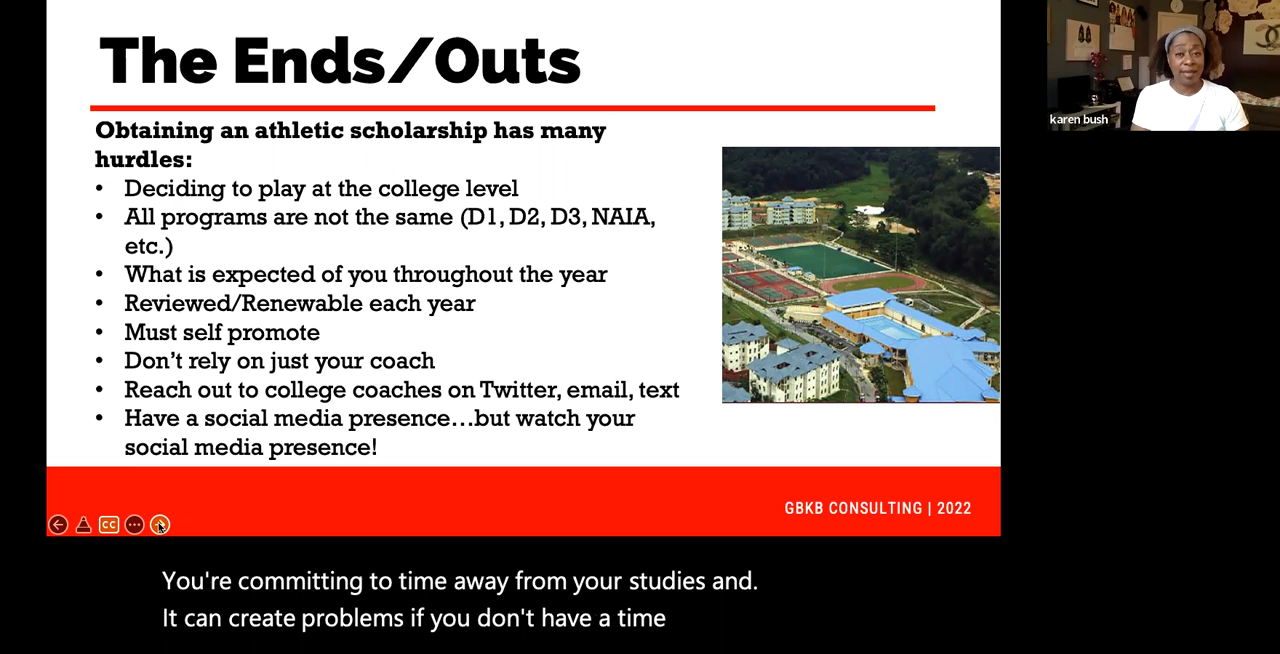 The Ends/Outs
Obtaining an athletic scholarship has many
hurdles:
• Deciding to play at the college level
• All programs are not the same (D1, D2, D3, NAIA,
etc.)
• What is expected of you throughout the year
• Reviewed/Renewable each year
• Must self promote
• Don't rely on just your coach
• Reach out to college coaches on Twitter, email, text
• Have a social media presence...but watch your
social media presence!
karen bush
GBKB CONSULTING | 2022
CC
You're committing to time away from your studies and.
It can create problems if you don't have a time